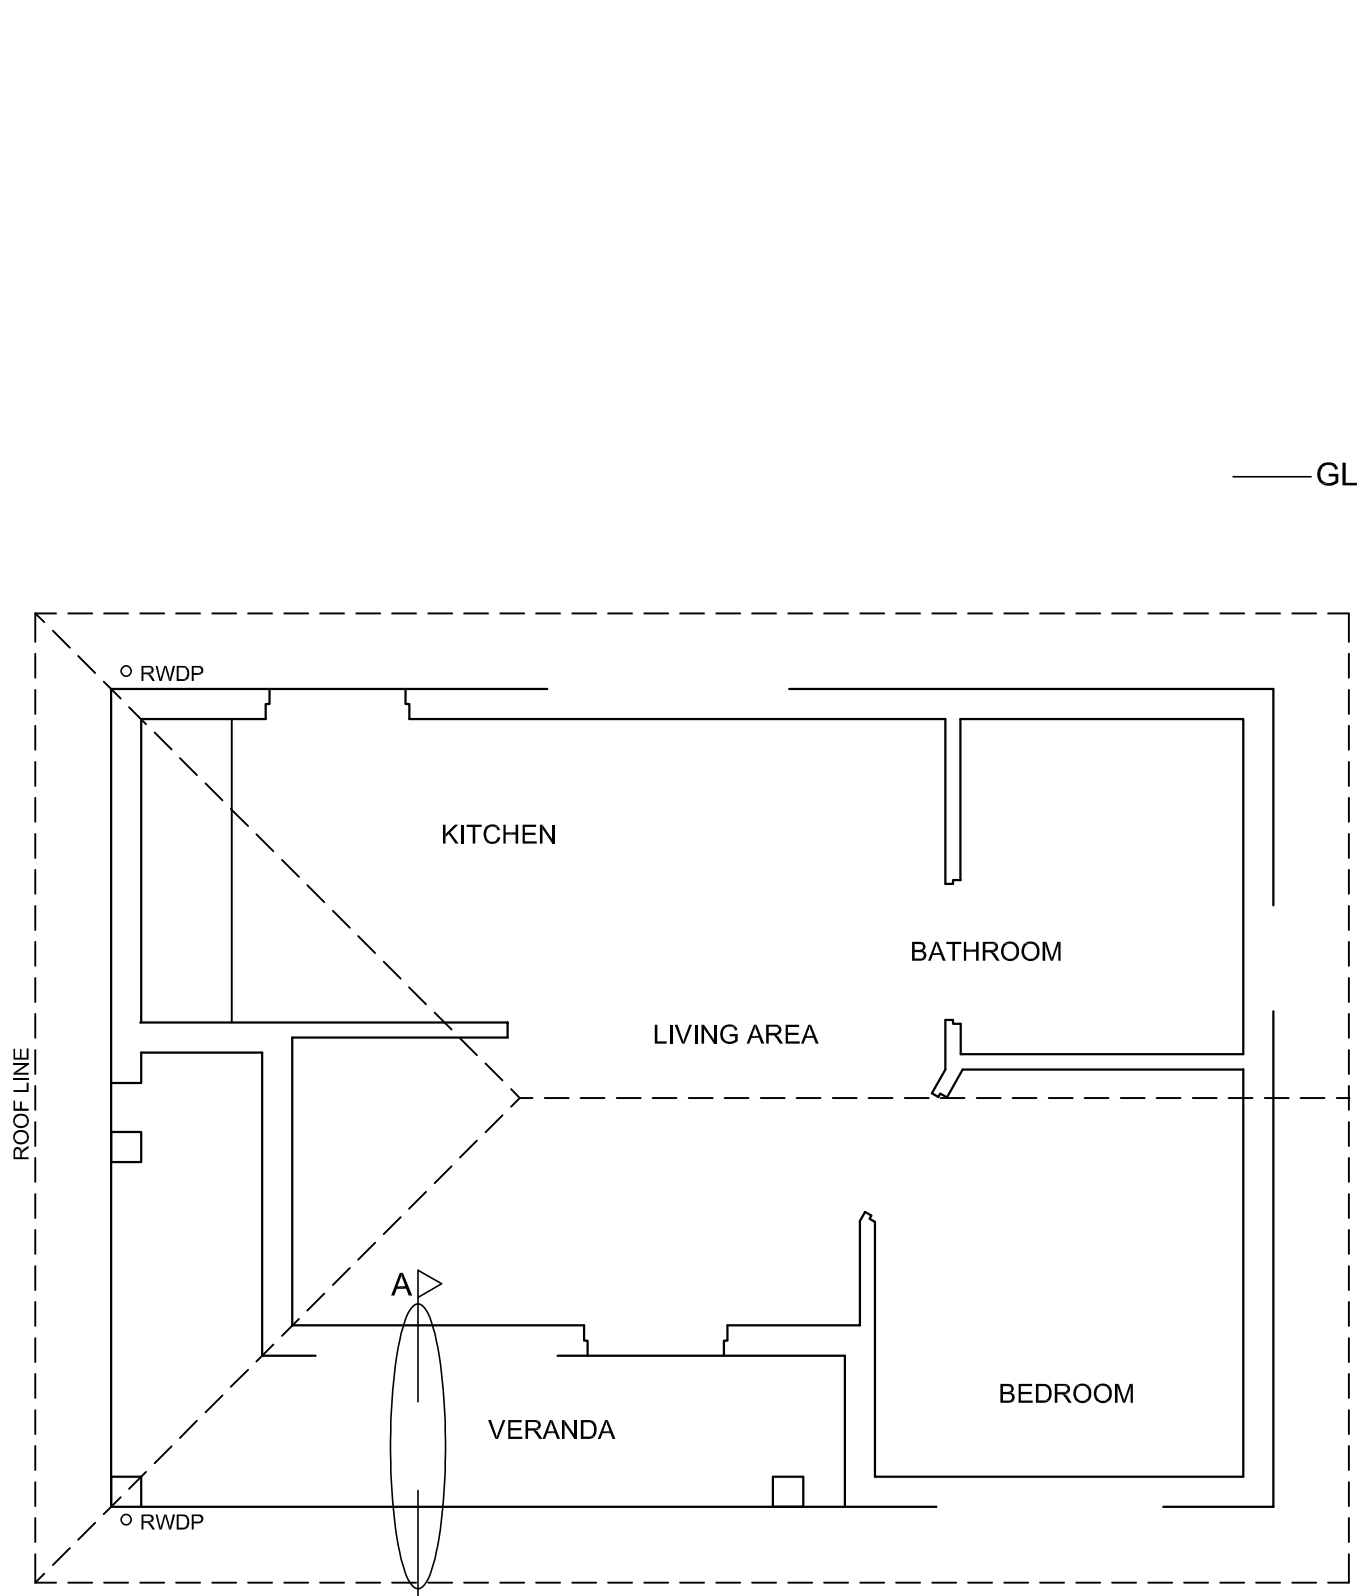 GL
RWDP
KITCHEN
BATHROOM
LIVING AREA
ROOF LINE
A
BEDROOM
VERANDA
RWDP